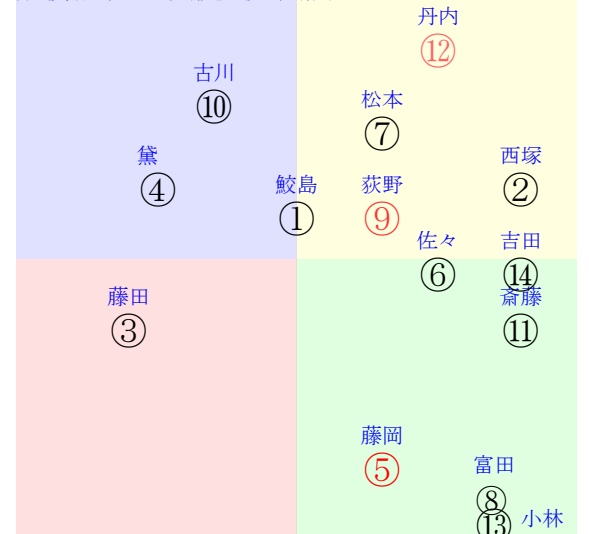 丹内
⑫
古川
⑩
松本
⑦
黛
④
西塚
②
鮫島
①
荻野
⑨
佐々
⑥
吉田
⑭
藤田
③
斎藤
⑪
藤岡
⑤
富田
⑧
小林
⑬